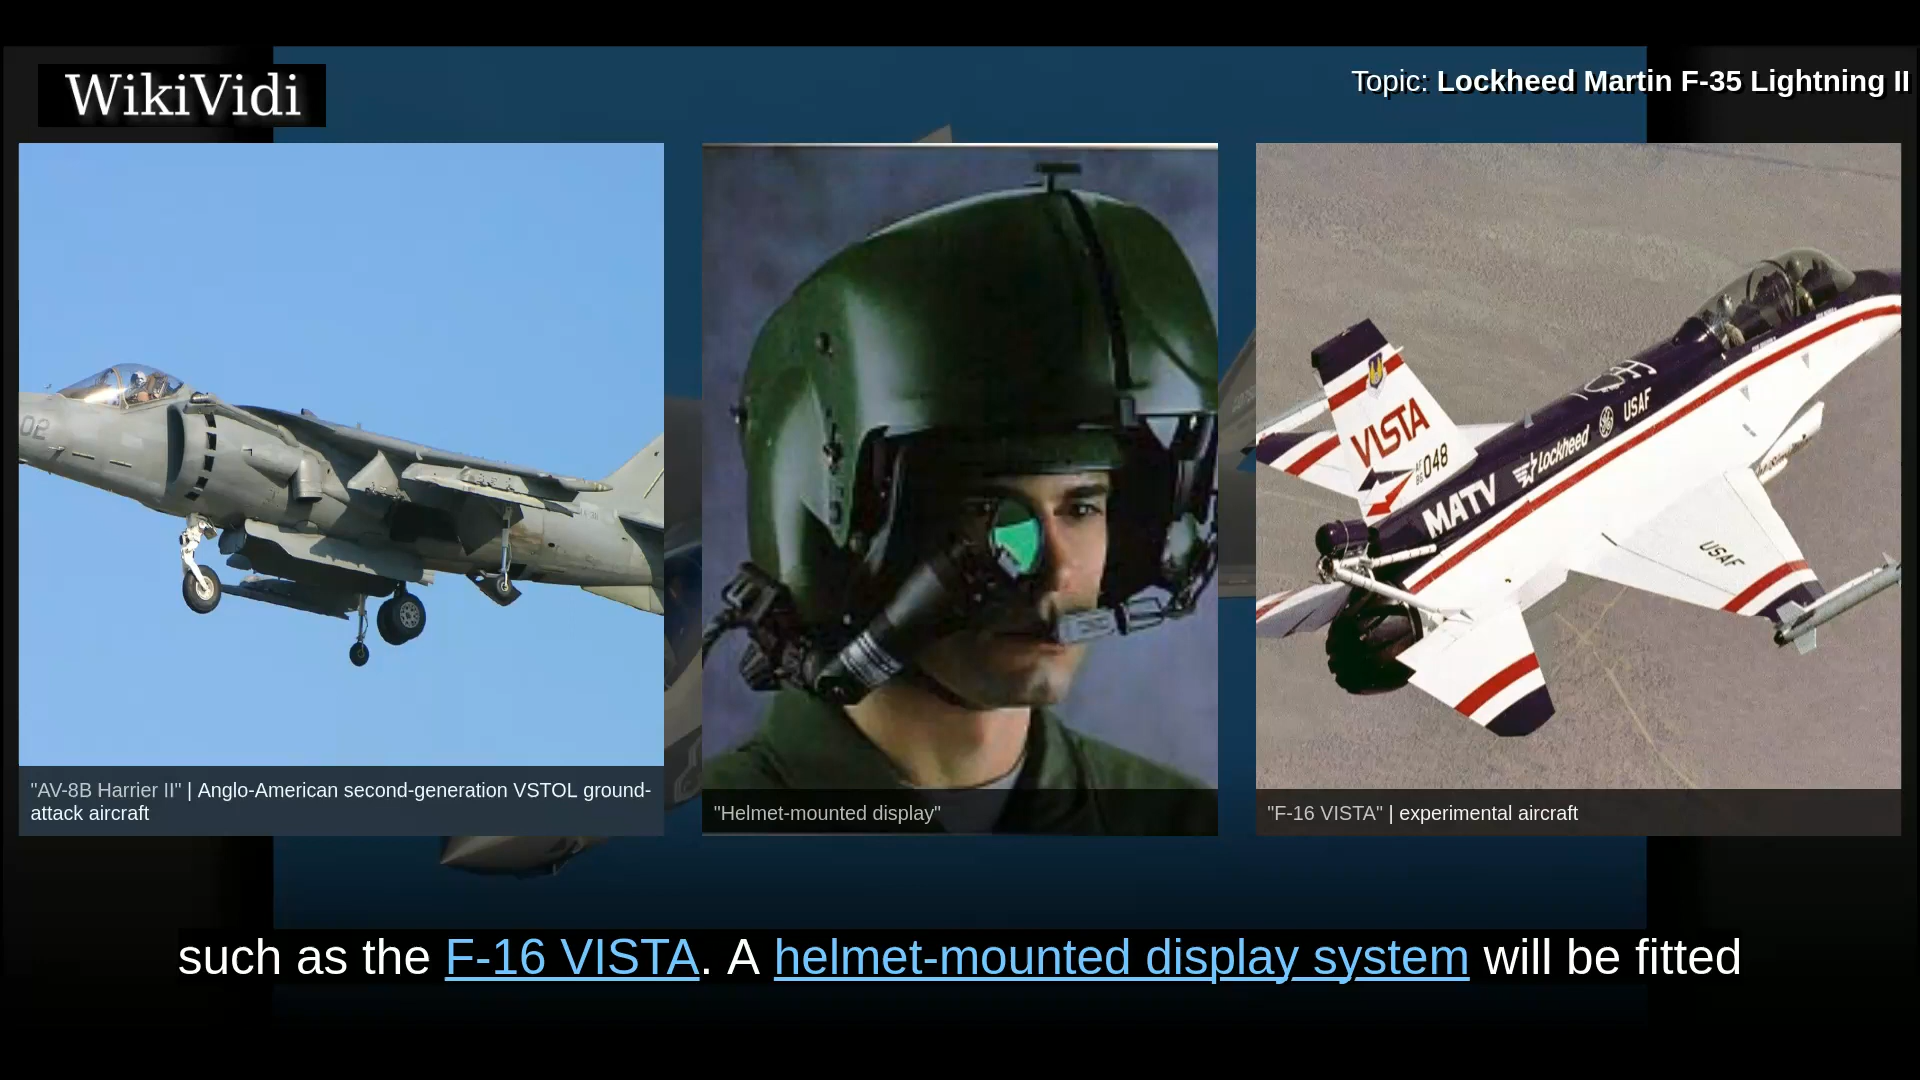 WikiVidi
Topic: Lockheed Martin F-35 Lightning II
02
"AV-8B Harrier II" | Anglo-American second-generation VSTOL ground-
attack aircraft
"Helmet-mounted display"
VISTA
048
MATV
Lockheed
USAF
USAF
"F-16 VISTA" | experimental aircraft
such as the F-16 VISTA. A helmet-mounted display system will be fitted